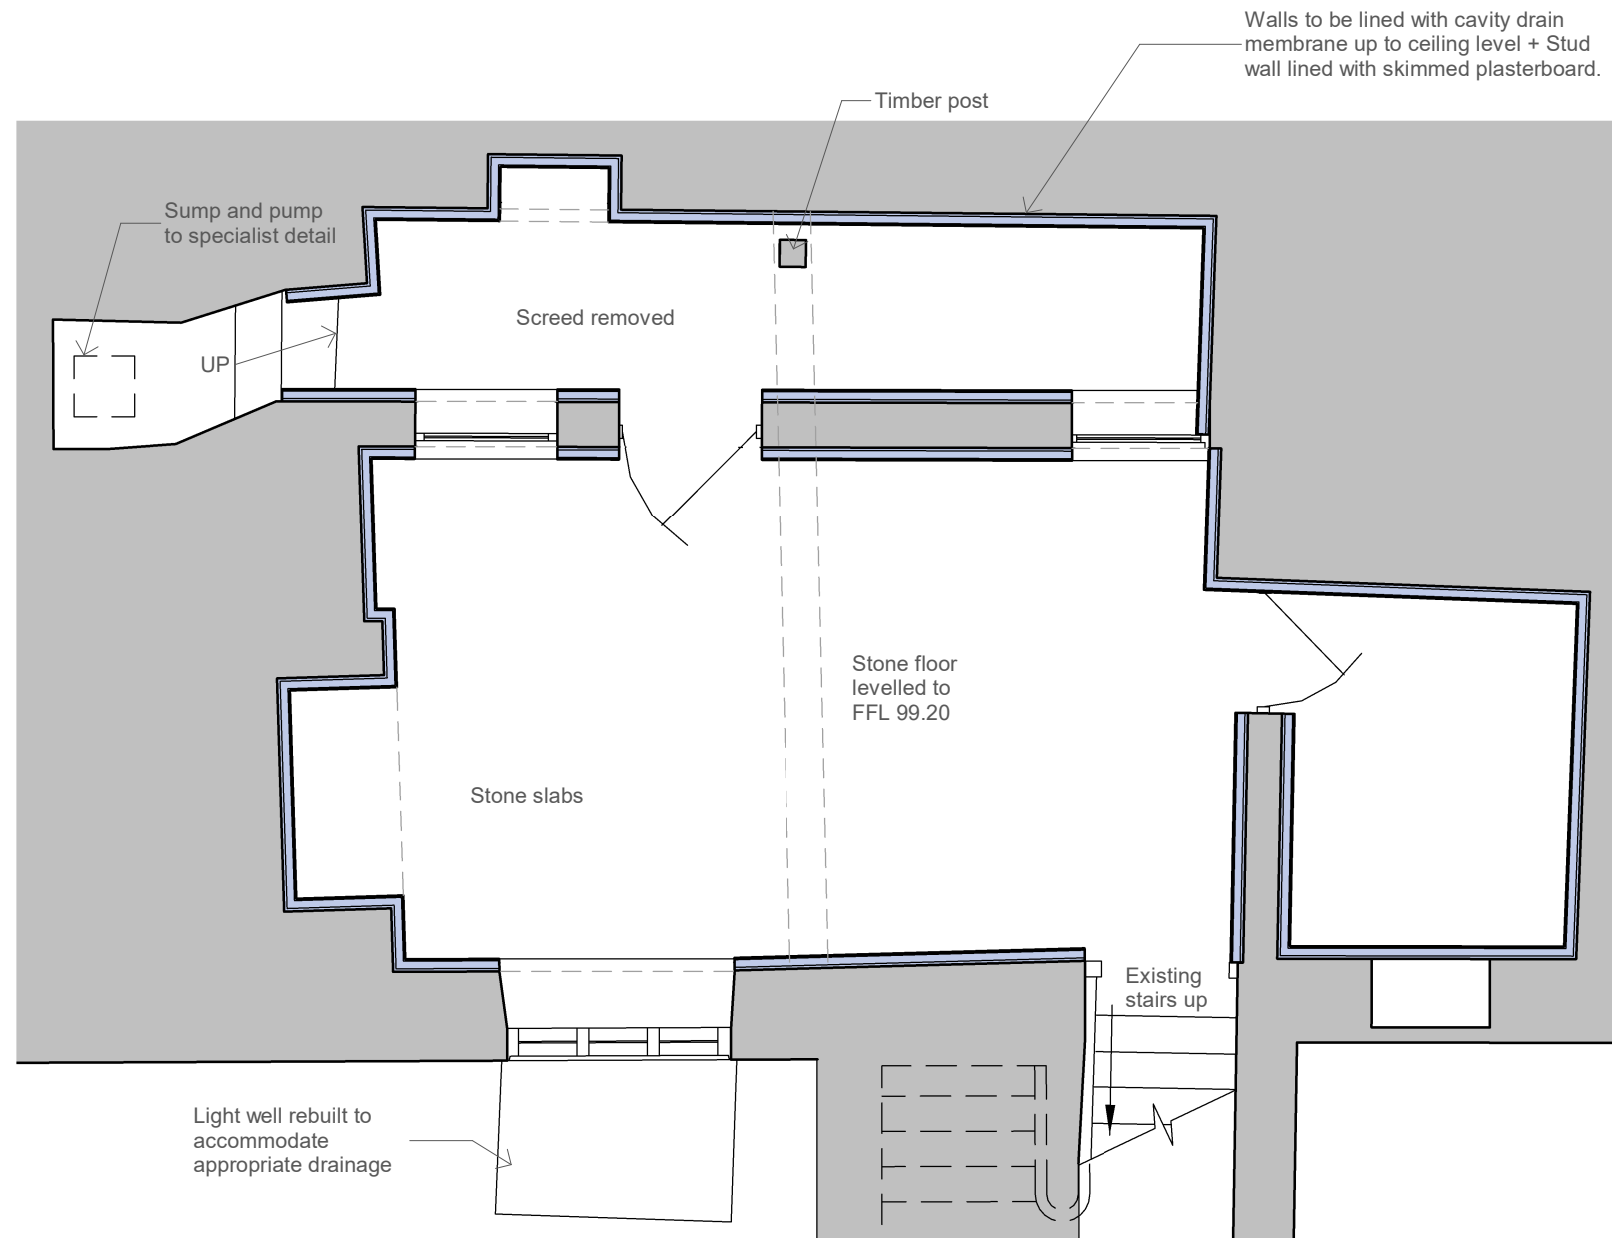 Walls to be lined with cavity drain
membrane up to ceiling level + Stud
wall lined with skimmed plasterboard.
Timber post
Sump and pump
to specialist detail
Screed removed
UP
Stone floor
levelled to
FFL 99.20
Stone slabs
Existing
stairs up
Light well rebuilt to
accommodate
appropriate drainage